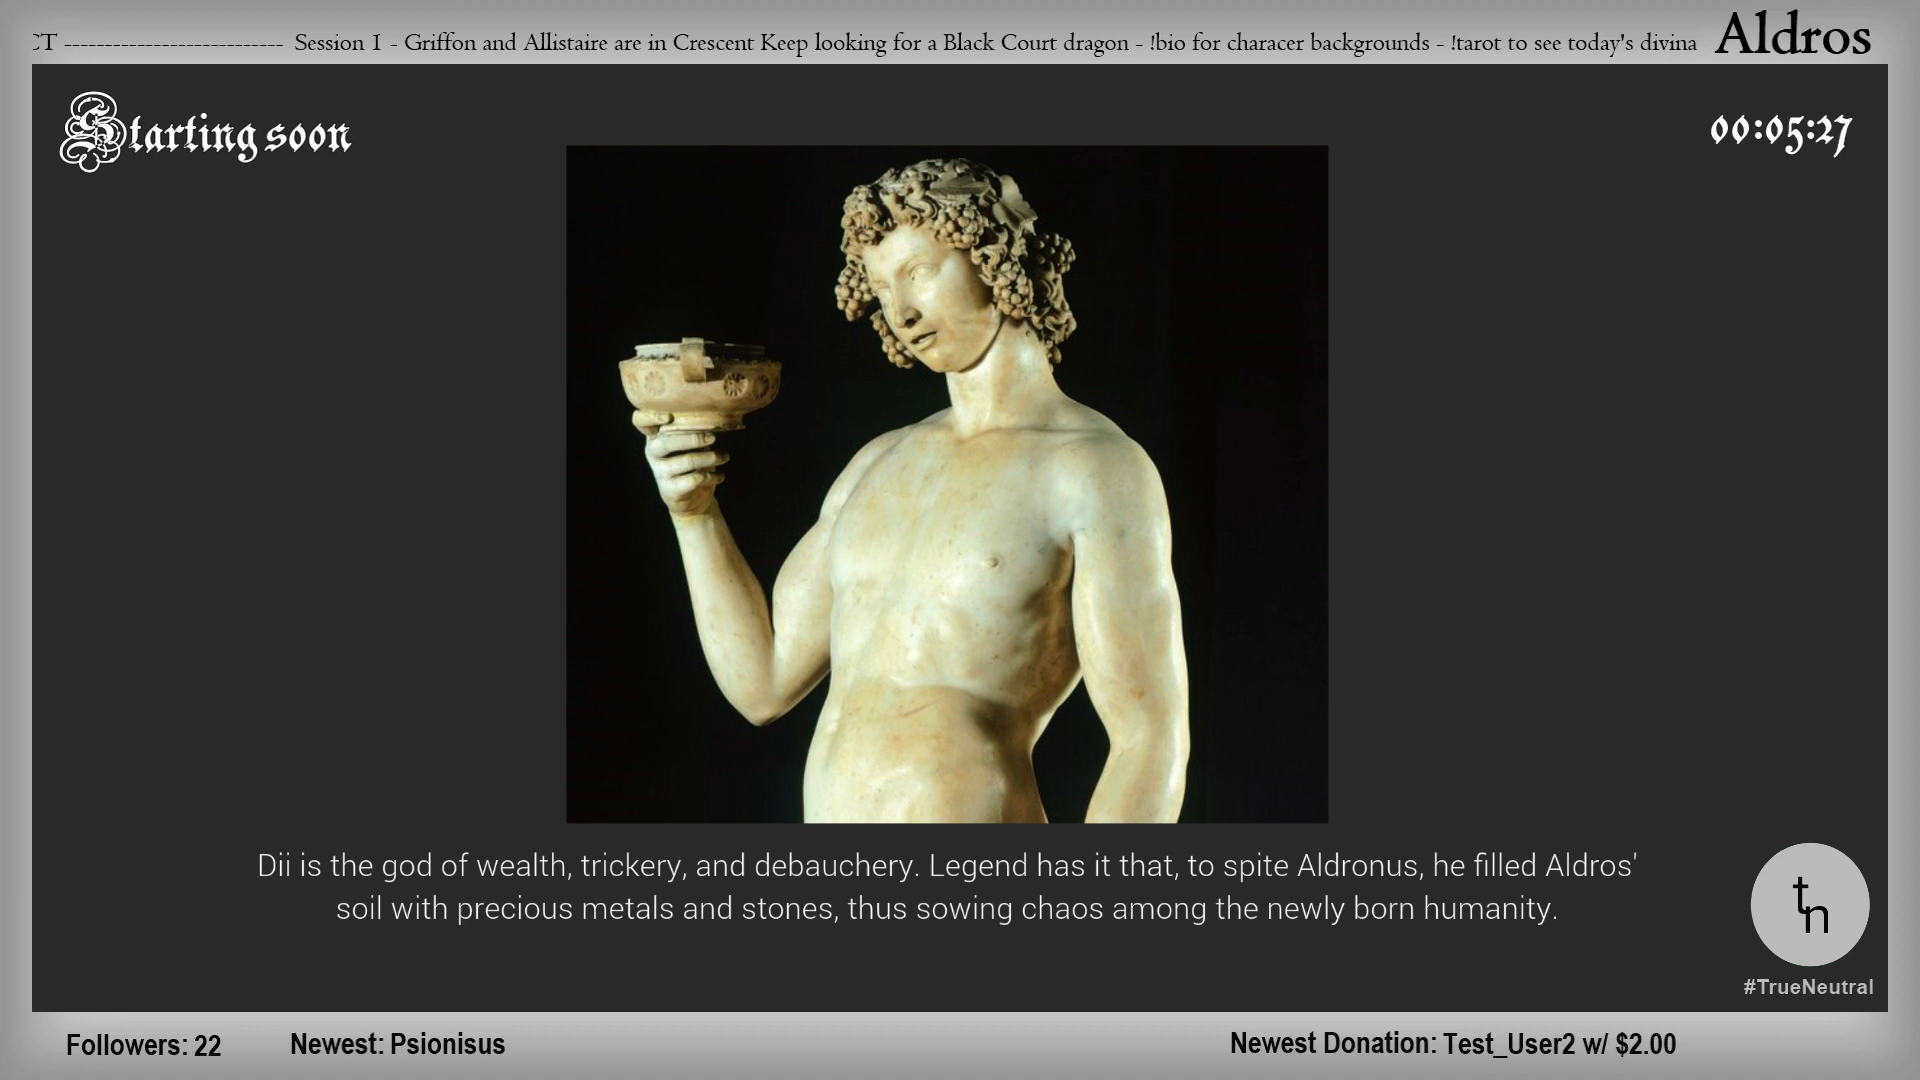 CT --------------------------- Session 1 - Griffon and Allistaire are in Crescent Keep looking for a Black Court dragon - !bio for characer backgrounds - !tarot to see today's divina
Aldros
Starting soon
00:05:27
Dii is the god of wealth, trickery, and debauchery. Legend has it that, to spite Aldronus, he filled Aldros'
soil with precious metals and stones, thus sowing chaos among the newly born humanity.
tn
#TrueNeutral
Followers: 22 Newest: Psionisus Newest Donation: Test_User2 w/ $2.00